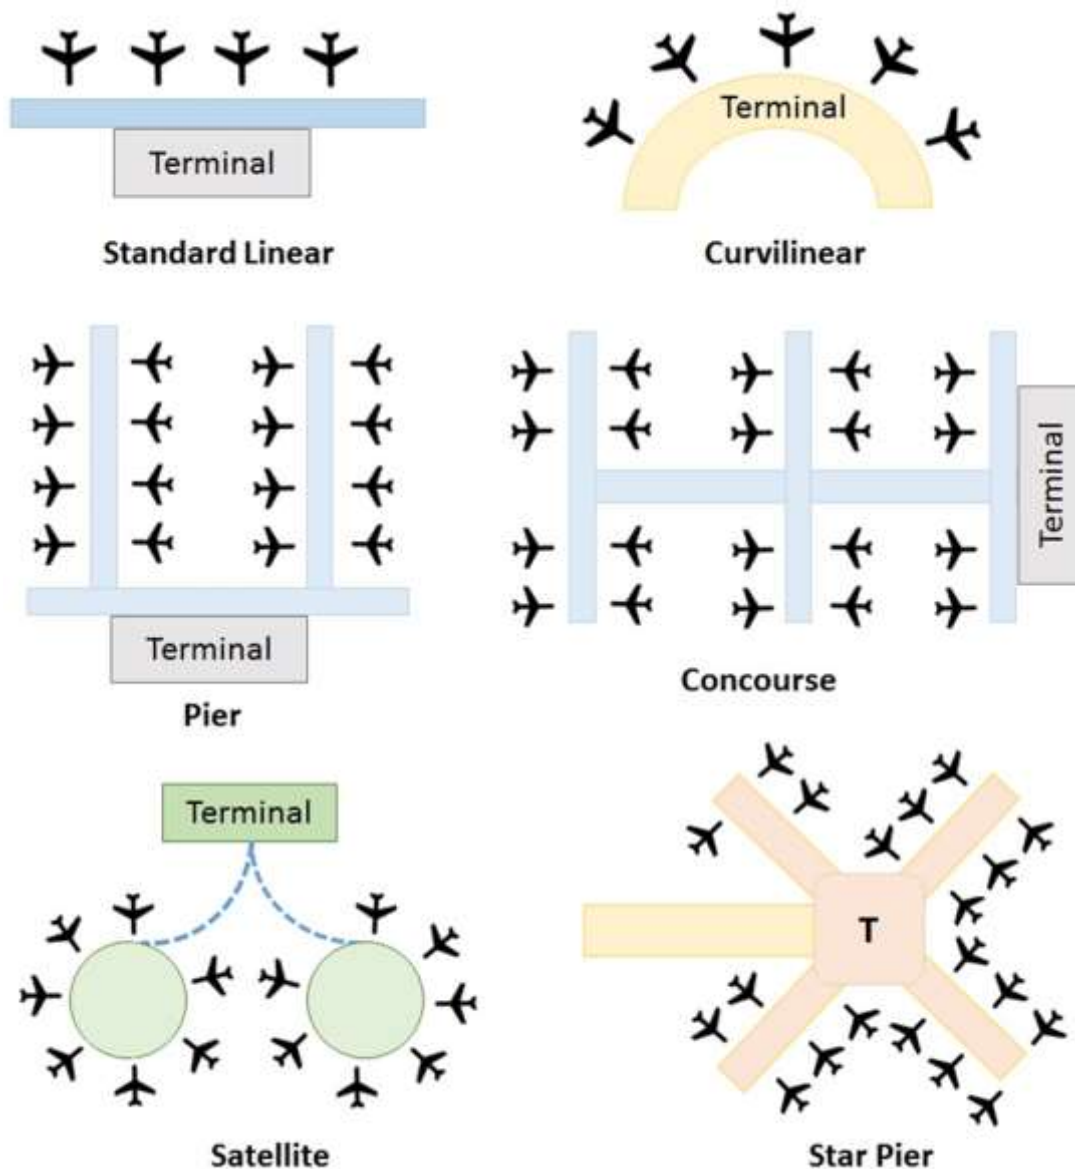 Terminal
Standard Linear
Terminal
Curvilinear
Terminal
Pier
Terminal
Concourse
Terminal
Satellite
T
Star Pier